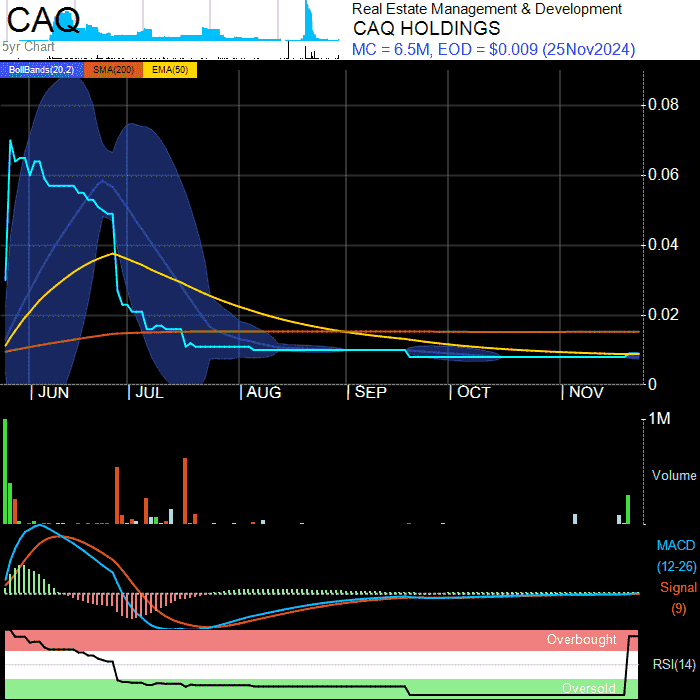 CAQ
5yr Chart
Real Estate Management & Development
CAQ HOLDINGS
MC = 6.5M, EOD = $0.009 (25Nov2024)
BollBands(20,2) SMA(200) EMA(50)
0.08
0.06
0.04
0.02
0
JUN JUL AUG SEP OCT NOV
1M
Volume
MACD
(12-26)
Signal
(9)
Overbought
RSI(14)
Oversold